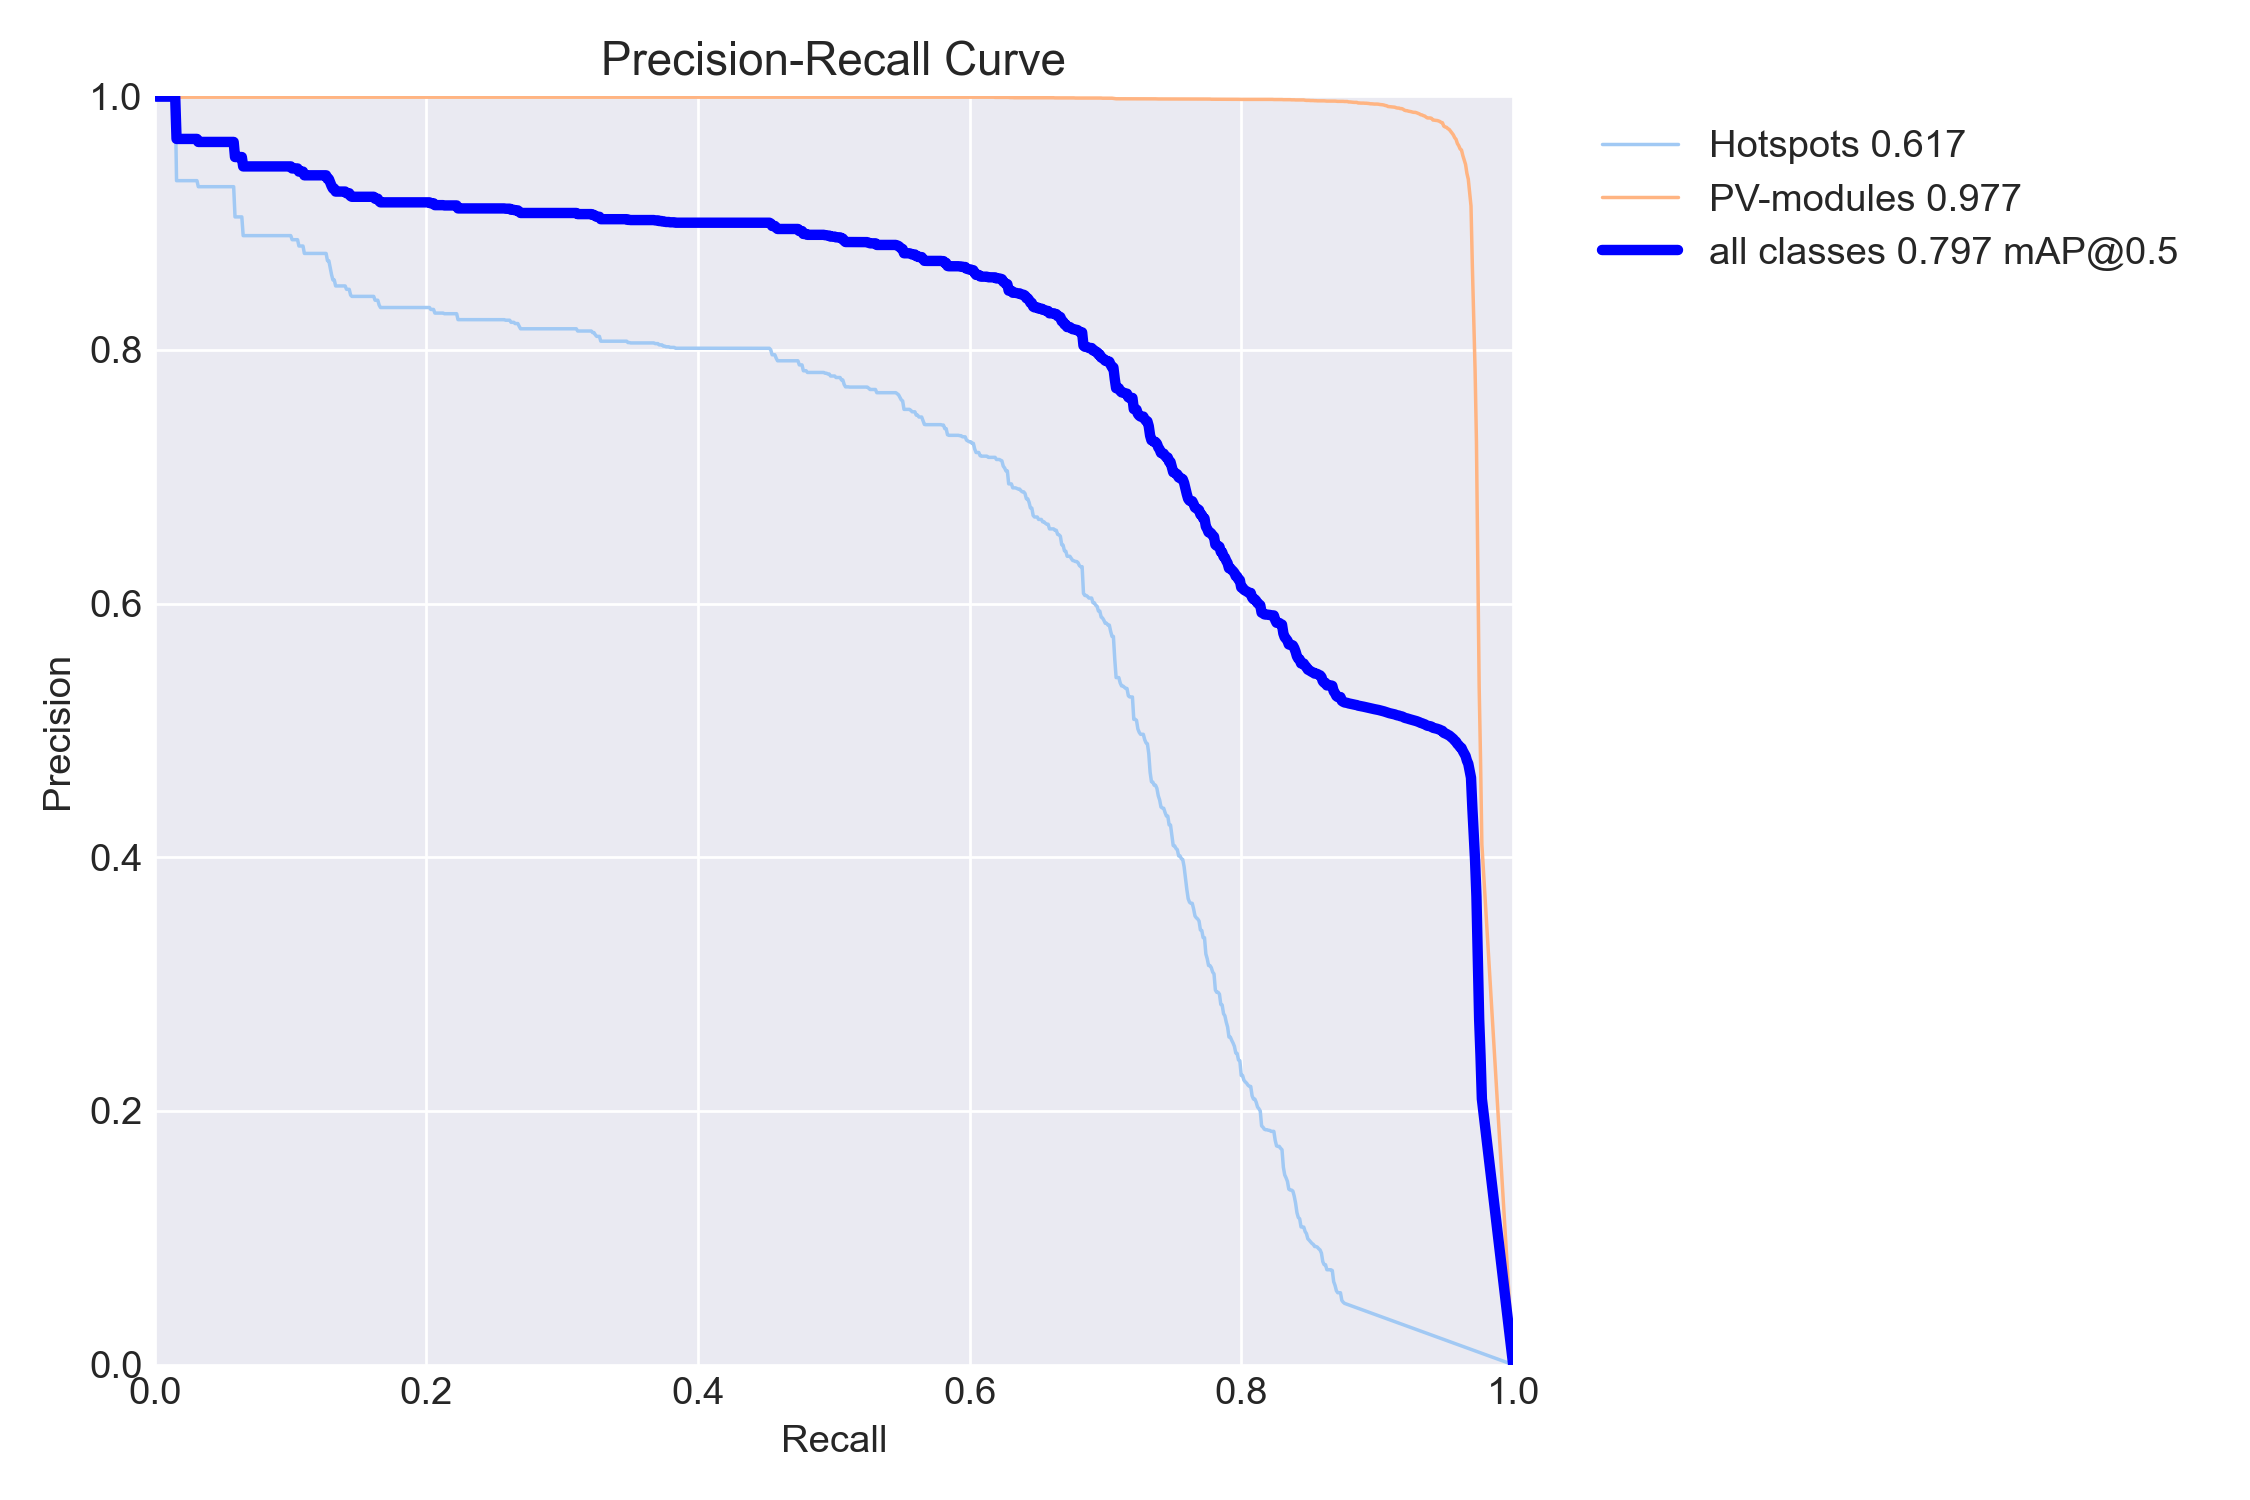 Precision-Recall Curve
Hotspots 0.617
PV-modules 0.977
all classes 0.797 mAP@0.5
Precision
1.0
0.8
0.6
0.4
0.2
0.0
0.0 0.2 0.4 0.6 0.8 1.0
Recall